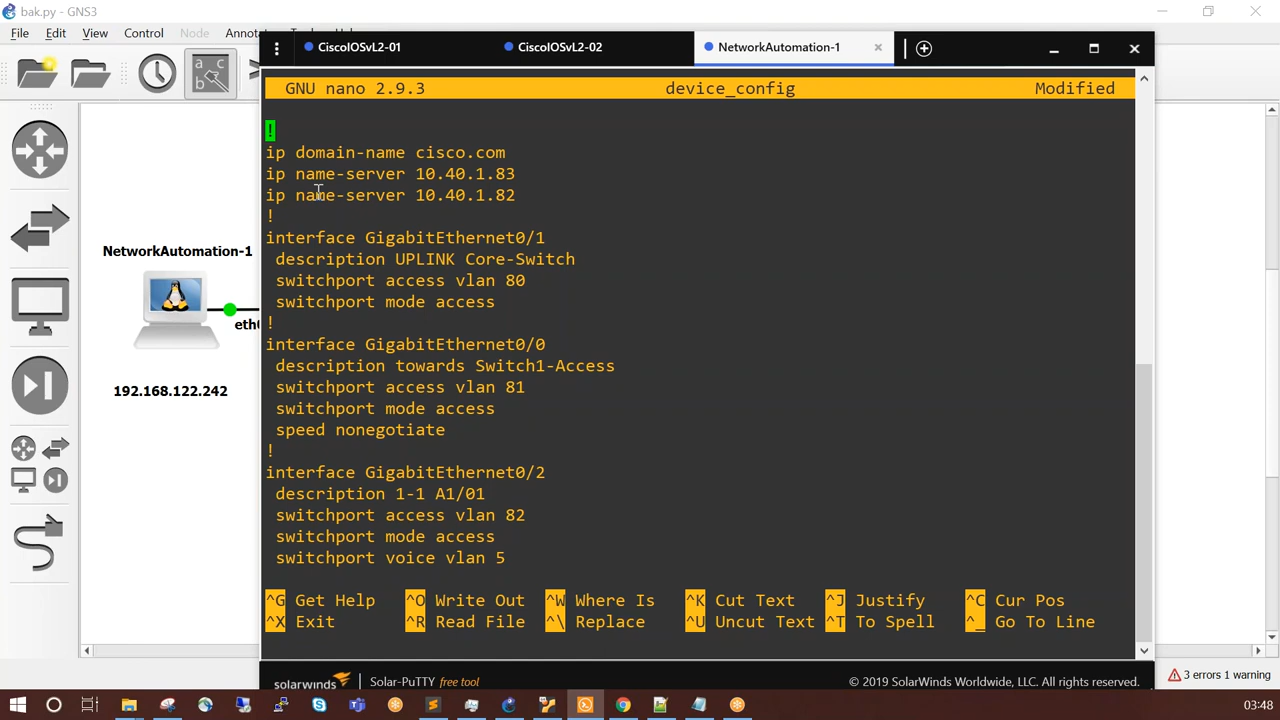 bak.py - GNS3
File Edit View Control Node Annotat
CiscoIOSvL2-01 CiscoIOSvL2-02 NetworkAutomation-1
a c
b
GNU nano 2.9.3 device_config Modified
!
ip domain-name cisco.com
ip name-server 10.40.1.83
ip name-server 10.40.1.82
!
interface GigabitEthernet0/1
description UPLINK Core-Switch
switchport access vlan 80
switchport mode access
!
interface GigabitEthernet0/0
description towards Switch1-Access
switchport access vlan 81
switchport mode access
speed nonegotiate
!
interface GigabitEthernet0/2
description 1-1 A1/01
switchport access vlan 82
switchport mode access
switchport voice vlan 5
^G Get Help ^O Write Out ^W Where Is ^K Cut Text ^J Justify ^C Cur Pos
^X Exit ^R Read File ^\ Replace ^U Uncut Text ^T To Spell ^_ Go To Line
NetworkAutomation-1
eth0
192.168.122.242
solarwinds Solar-PuTTY free tool © 2019 SolarWinds Worldwide, LLC. All rights reserved.
3 errors 1 warning
03:48